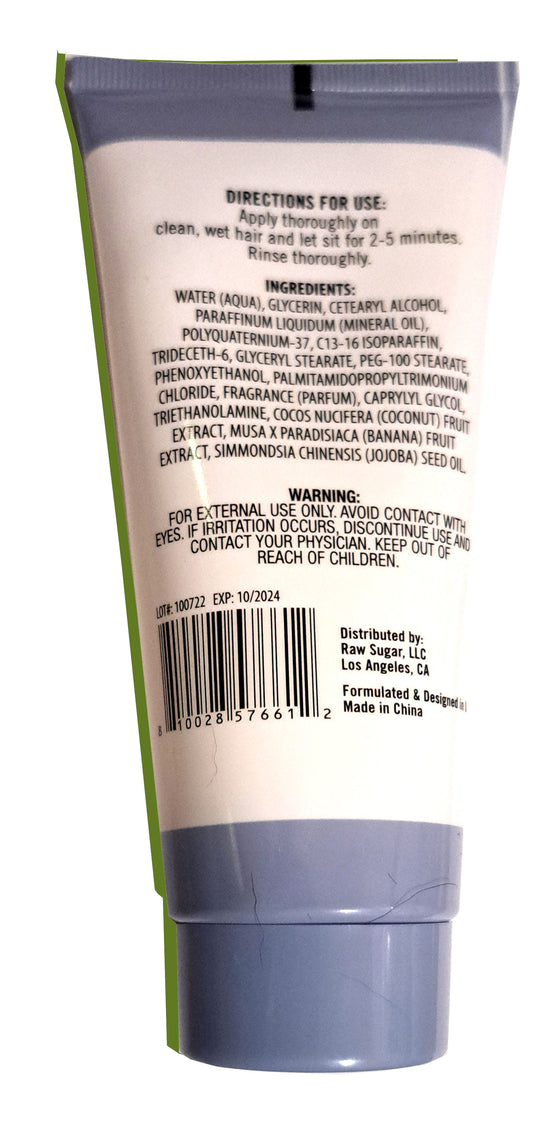 DIRECTIONS FOR USE:
Apply thoroughly on
clean, wet hair and let sit for 2-5 minutes.
Rinse thoroughly.
INGREDIENTS:
WATER (AQUA), GLYCERIN, CETEARYL ALCOHOL,
PARAFFINUM LIQUIDUM (MINERAL OIL),
POLYQUATERNIUM-37, C13-16 ISOPARAFFIN,
TRIDECETH-6, GLYCERYL STEARATE, PEG-100 STEARATE,
PHENOXYETHANOL, PALMITAMIDOPROPYLTRIMONIUM
CHLORIDE, FRAGRANCE (PARFUM), CAPRYLYL GLYCOL,
TRIETHANOLAMINE, COCOS NUCIFERA (COCONUT) FRUIT
EXTRACT, MUSA X PARADISIACA (BANANA) FRUIT
EXTRACT, SIMMONDSIA CHINENSIS (JOJOBA) SEED OIL.
WARNING:
FOR EXTERNAL USE ONLY. AVOID CONTACT WITH
EYES. IF IRRITATION OCCURS, DISCONTINUE USE AND
CONTACT YOUR PHYSICIAN. KEEP OUT OF
REACH OF CHILDREN.
LOT#: 100722 EXP: 10/2024
Distributed by:
Raw Sugar, LLC
Los Angeles, CA
Formulated & Designed in
Made in China
8 10028 57661 2